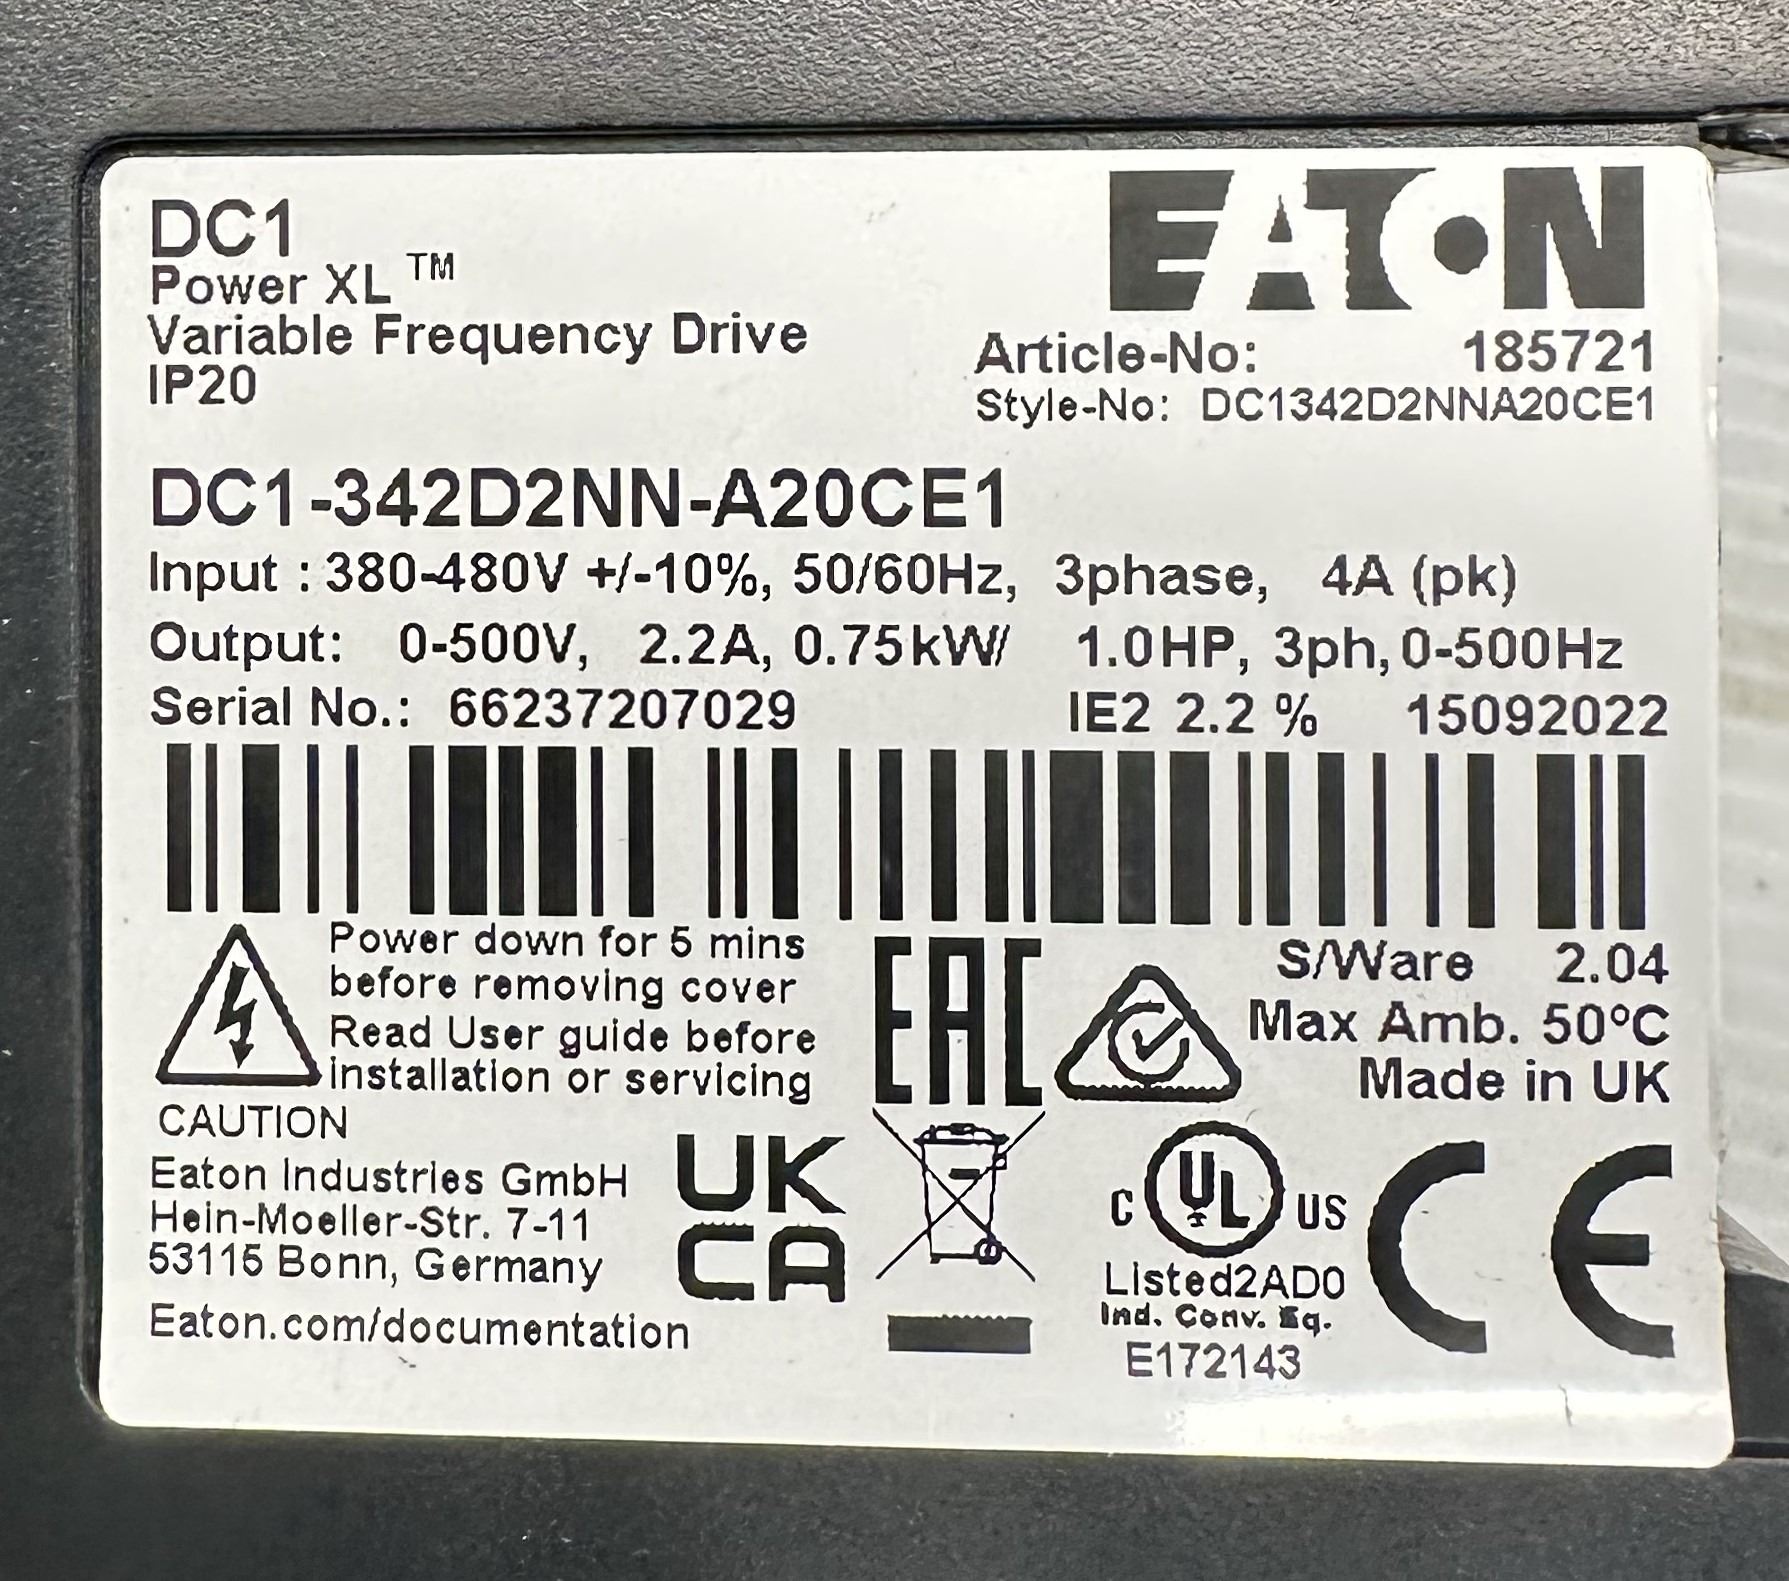 DC1
Power XL™
Variable Frequency Drive
IP20
EATON
Article-No: 185721
Style-No: DC1342D2NNA20CE1
DC1-342D2NN-A20CE1
Input : 380-480V +/-10%, 50/60Hz, 3phase, 4A (pk)
Output: 0-500V, 2.2A, 0.75kW/ 1.0HP, 3ph, 0-500Hz
Serial No.: 66237207029 IE2 2.2 % 15092022
Power down for 5 mins
before removing cover
Read User guide before
installation or servicing
CAUTION
EAC
S/Ware 2.04
Max Amb. 50°C
Made in UK
Eaton Industries GmbH
Hein-Moeller-Str. 7-11
53115 Bonn, Germany
Eaton.com/documentation
UK
CA
C UL US
Listed2AD0
Ind. Conv. Eq.
E172143
CE